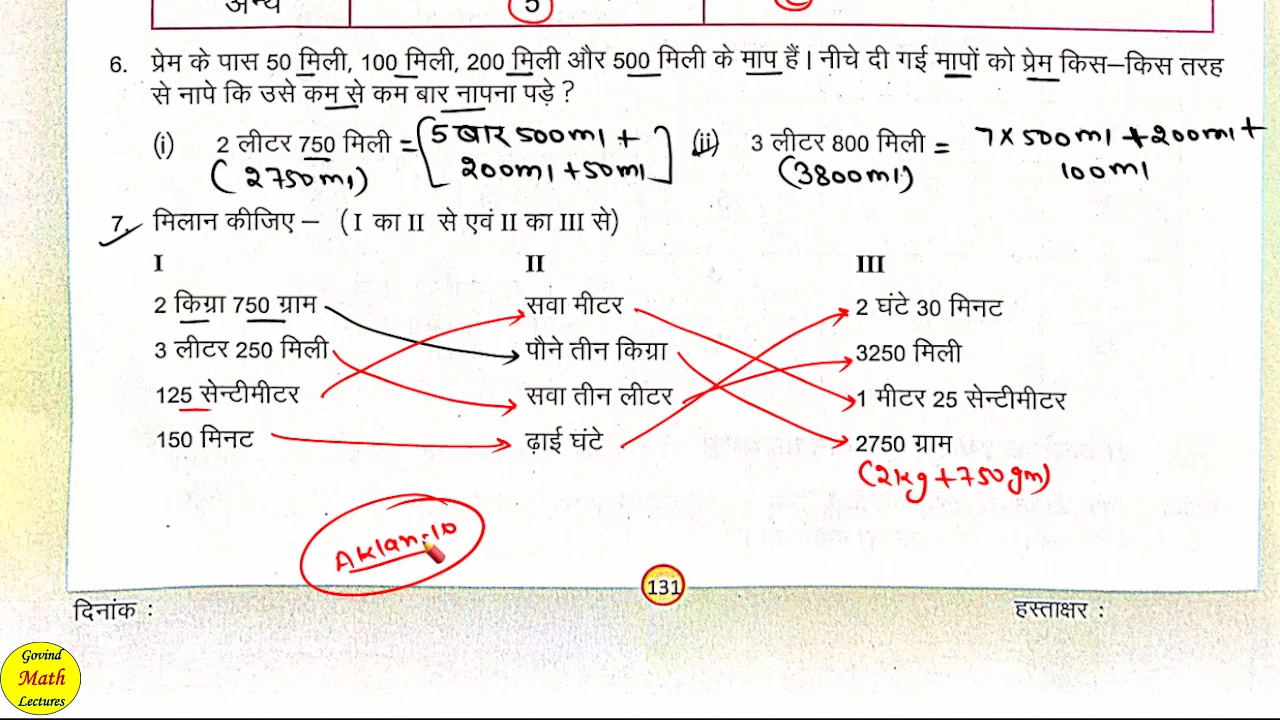 अन्य 5
6. प्रेम के पास 50 मिली, 100 मिली, 200 मिली और 500 मिली के माप हैं। नीचे दी गई मापों को प्रेम किस–किस तरह
से नापे कि उसे कम से कम बार नापना पड़े ?
(i) 2 लीटर 750 मिली = [5 बार 500ml + (ii) 3 लीटर 800 मिली = 7 x 500ml + 200ml +
(2750ml) 200ml + 50ml] (3800ml) 100ml
7. मिलान कीजिए – (I का II से एवं II का III से)
I II III
2 किग्रा 750 ग्राम सवा मीटर 2 घंटे 30 मिनट
3 लीटर 250 मिली पौने तीन किग्रा 3250 मिली
125 सेन्टीमीटर सवा तीन लीटर 1 मीटर 25 सेन्टीमीटर
150 मिनट ढ़ाई घंटे 2750 ग्राम
(2kg + 750gm)
Aklan-10
131
दिनांक : हस्ताक्षर :
Govind
Math
Lectures